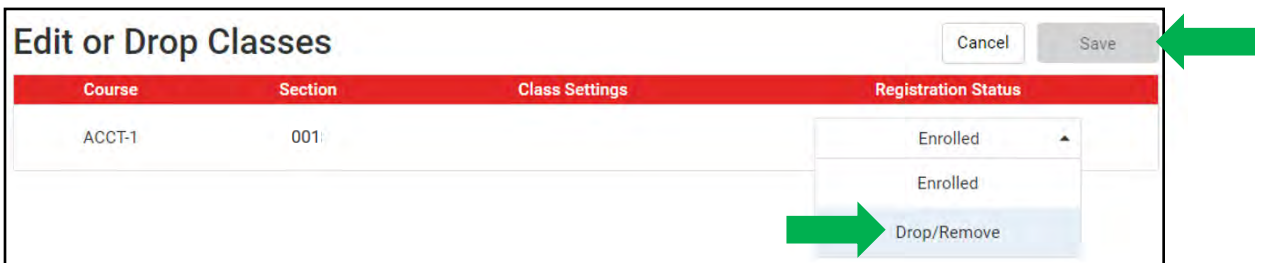 Edit or Drop Classes Cancel Save
Course Section Class Settings Registration Status
ACCT-1 001 Enrolled
Enrolled
Drop/Remove